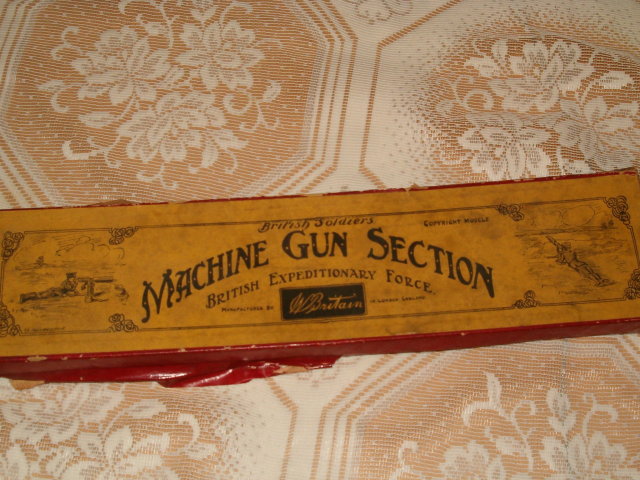 British Soldiers
COPYRIGHT MODELS
MACHINE GUN SECTION
BRITISH EXPEDITIONARY FORCE
MANUFACTURED BY W Britain IN LONDON ENGLAND